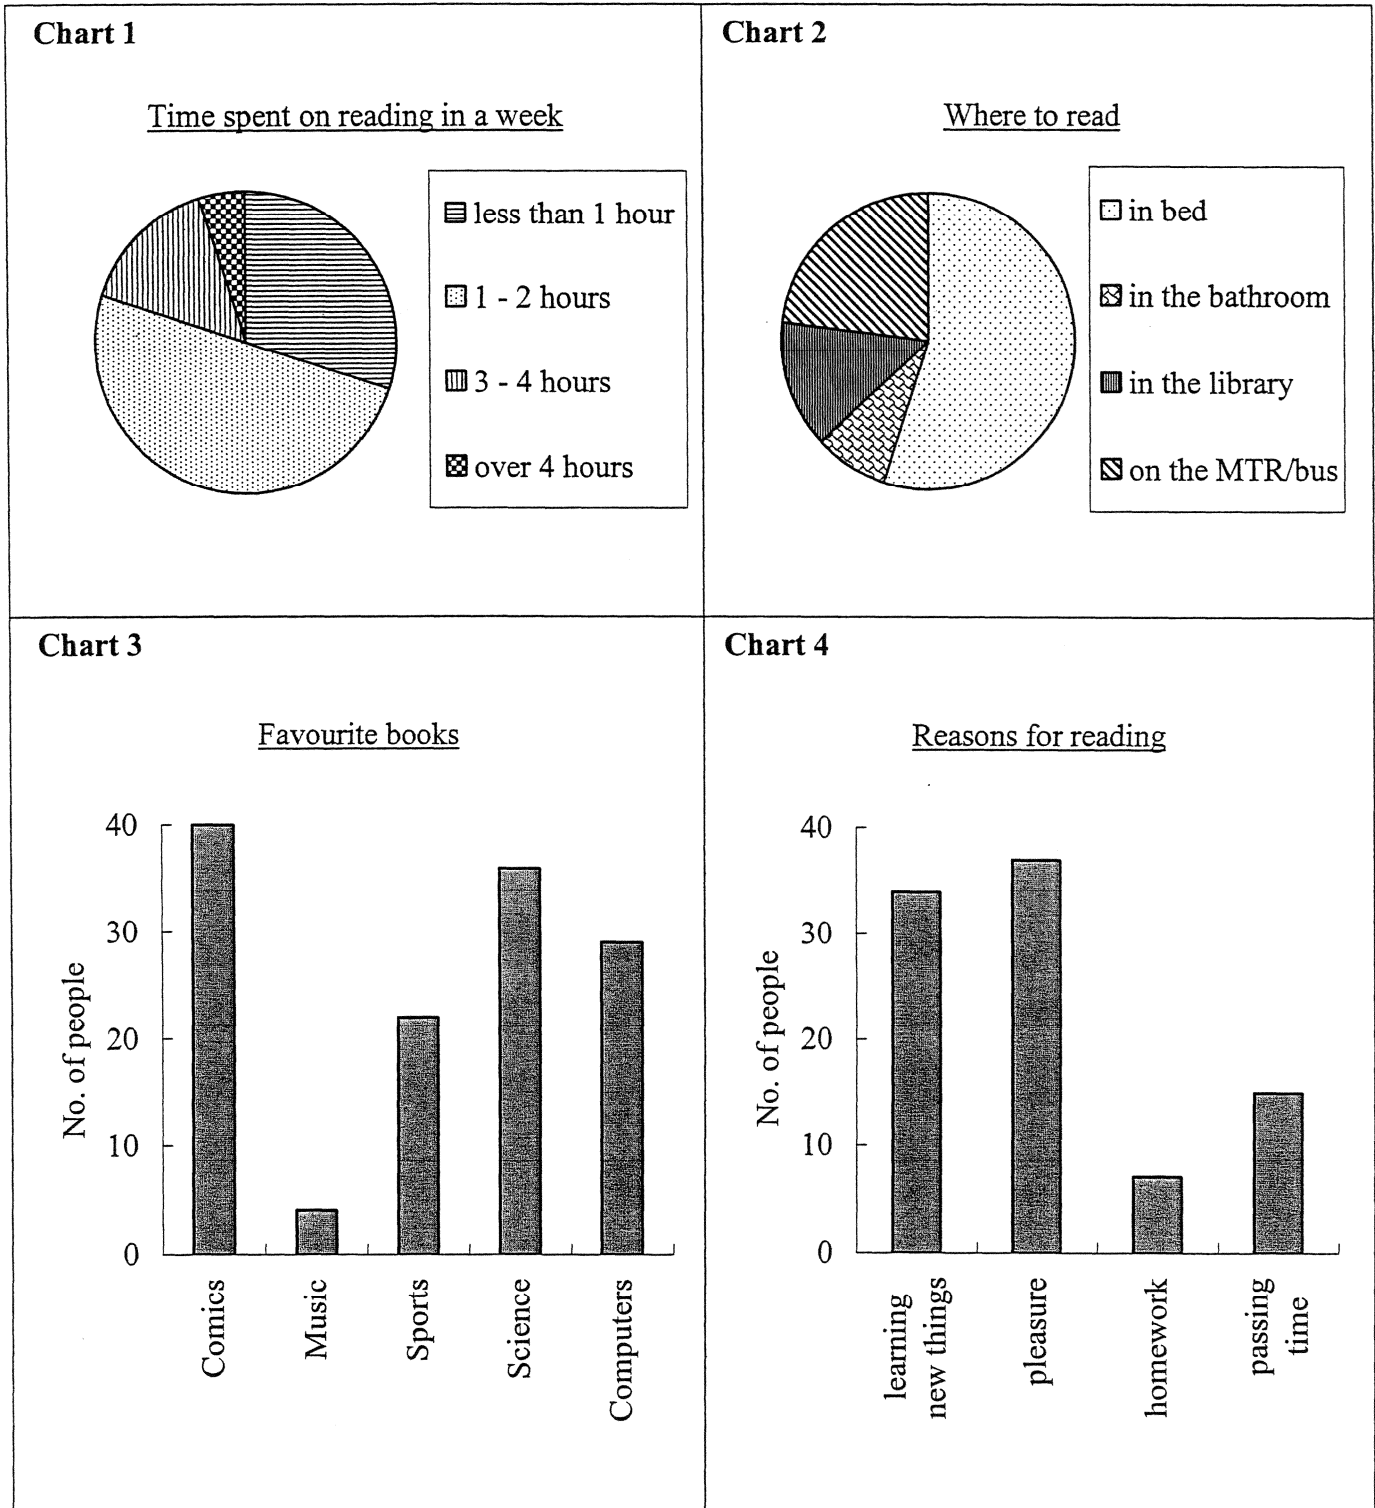 Chart 1
Time spent on reading in a week
less than 1 hour
1 - 2 hours
3 - 4 hours
over 4 hours
Chart 2
Where to read
in bed
in the bathroom
in the library
on the MTR/bus
Chart 3
Favourite books
No. of people
40
30
20
10
0
Comics
Music
Sports
Science
Computers
Chart 4
Reasons for reading
No. of people
40
30
20
10
0
learning
new things
pleasure
homework
passing
time